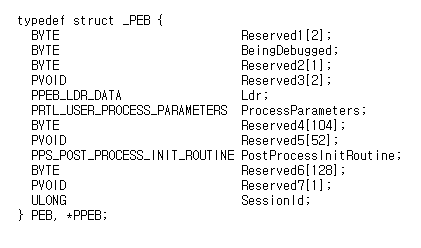 typedef struct _PEB {
BYTE Reserved1[2];
BYTE BeingDebugged;
BYTE Reserved2[1];
PVOID Reserved3[2];
PPEB_LDR_DATA Ldr;
PRTL_USER_PROCESS_PARAMETERS ProcessParameters;
BYTE Reserved4[104];
PVOID Reserved5[52];
PPS_POST_PROCESS_INIT_ROUTINE PostProcessInitRoutine;
BYTE Reserved6[128];
PVOID Reserved7[1];
ULONG SessionId;
} PEB, *PPEB;